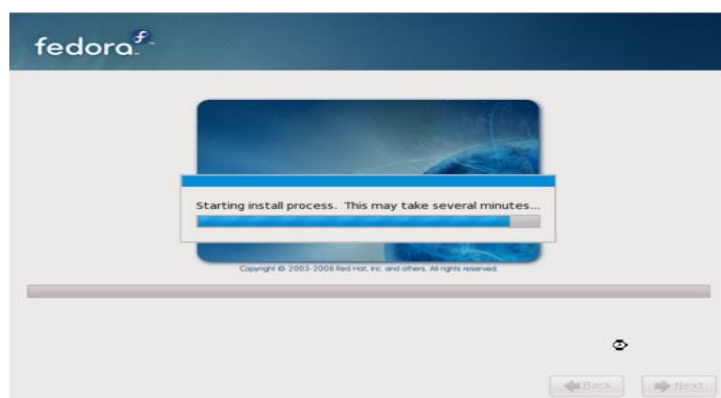 fedora
Starting install process. This may take several minutes...
Copyright © 2003-2008 Red Hat, Inc. and others. All rights reserved.
Back
Next